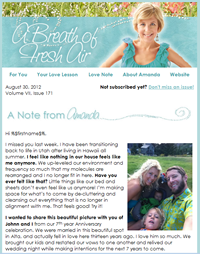 A Breath of
Fresh Air
For You Your Love Lesson Love Note About Amanda Website
August 30, 2012
Volume VII, Issue 171
Not subscribed yet? Don't miss an issue!
A Note from Amanda
Hi %$firstname$%,
I missed you last week. I have been transitioning
back to life in Utah after living in Hawaii all
summer. I feel like nothing in our house feels like
me anymore. We up-leveled our environment and
frequency so much that my molecules are
rearranged and I no longer fit in here. Have you
ever felt like that? Little things like our bed and
sheets don't even feel like us anymore! I'm making
space for what's to come by de-cluttering and
cleansing out everything that is no longer in
alignment with me. That feels good! Try it!
I wanted to share this beautiful picture with you of
Jahnn and I from our 7th year Anniversary
celebration. We were married in this beautiful spot
in Alta, and actually fell in love here thirteen years ago. I love him so much. We
brought our kids and restated our vows to one another and relived our
wedding night while making intentions for the next 7 years to come.